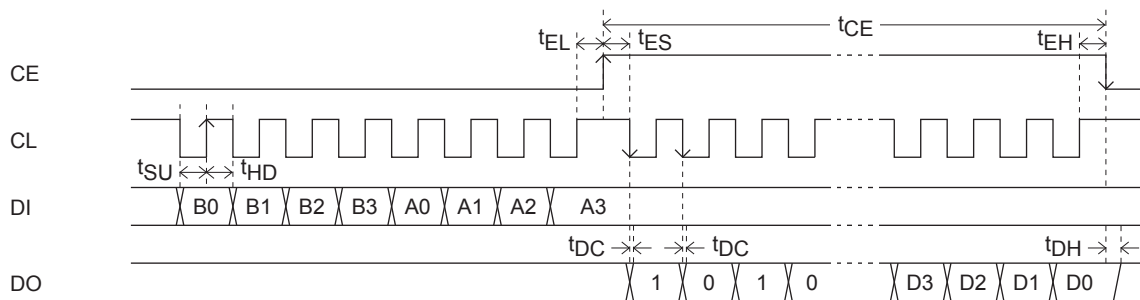 tCE
tEL tES tEH
CE
CL
tSU tHD
DI B0 B1 B2 B3 A0 A1 A2 A3
tDC tDC tDH
DO 1 0 1 0 D3 D2 D1 D0